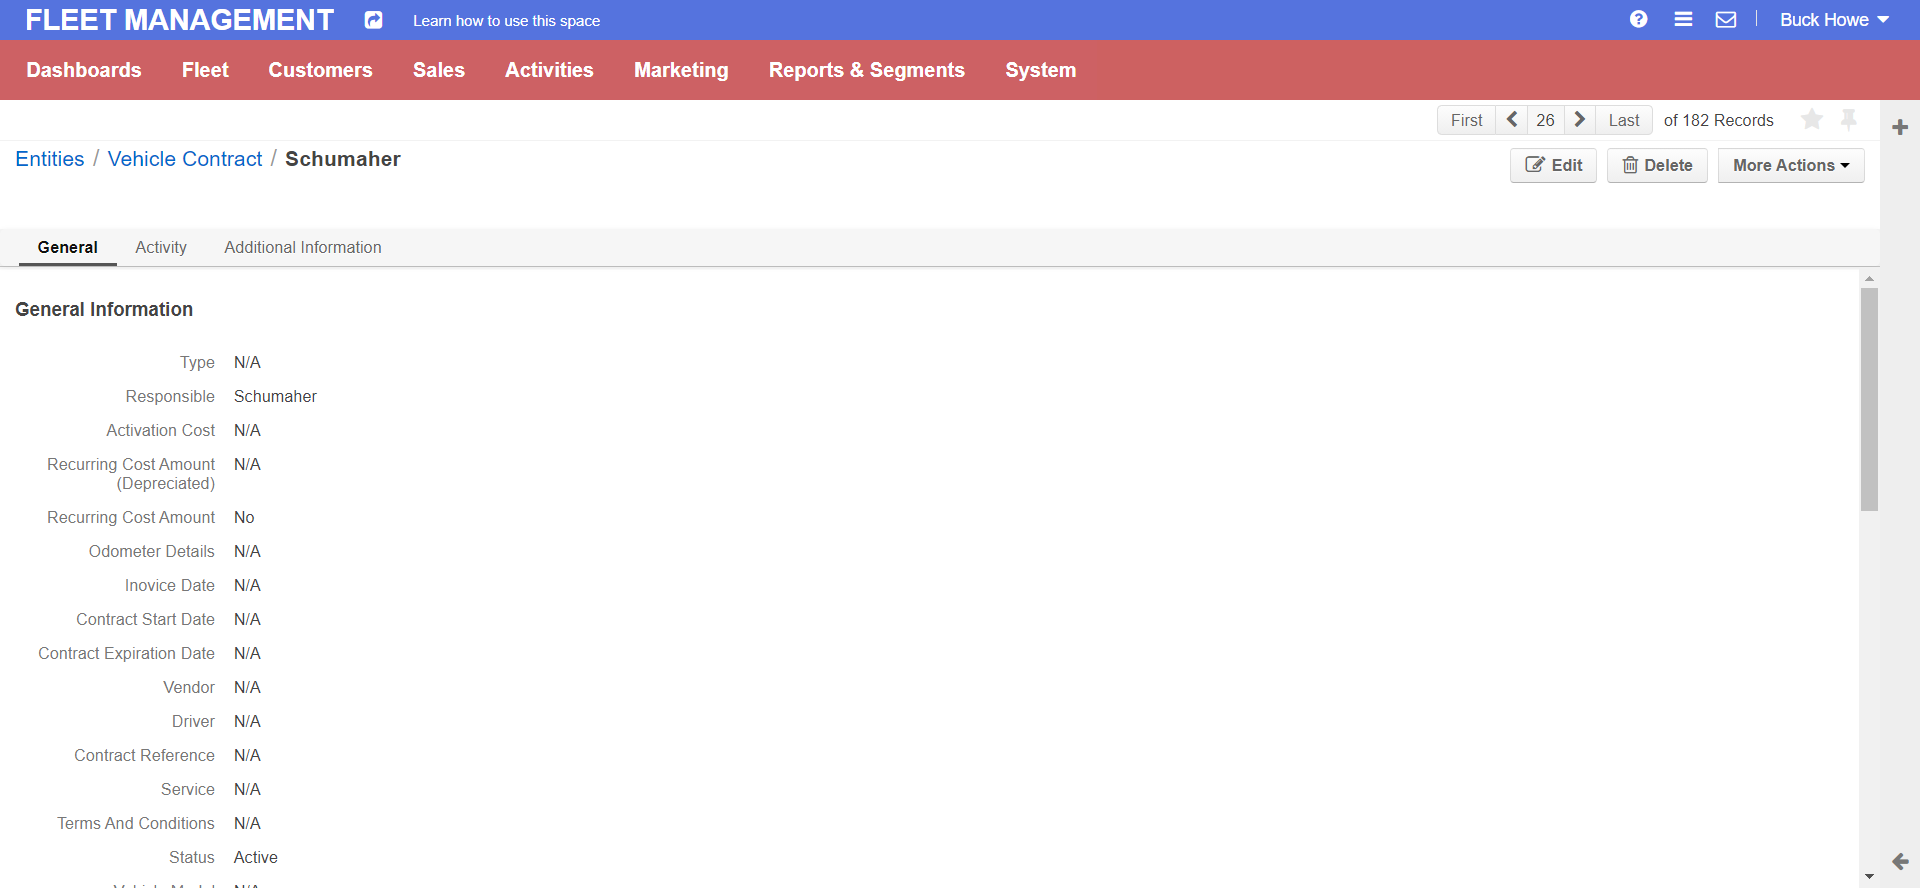 FLEET MANAGEMENT Learn how to use this space Buck Howe
Dashboards Fleet Customers Sales Activities Marketing Reports & Segments System
First 26 Last of 182 Records
Entities / Vehicle Contract / Schumaher
Edit Delete More Actions
General Activity Additional Information
General Information
Type N/A
Responsible Schumaher
Activation Cost N/A
Recurring Cost Amount N/A
(Depreciated)
Recurring Cost Amount No
Odometer Details N/A
Inovice Date N/A
Contract Start Date N/A
Contract Expiration Date N/A
Vendor N/A
Driver N/A
Contract Reference N/A
Service N/A
Terms And Conditions N/A
Status Active